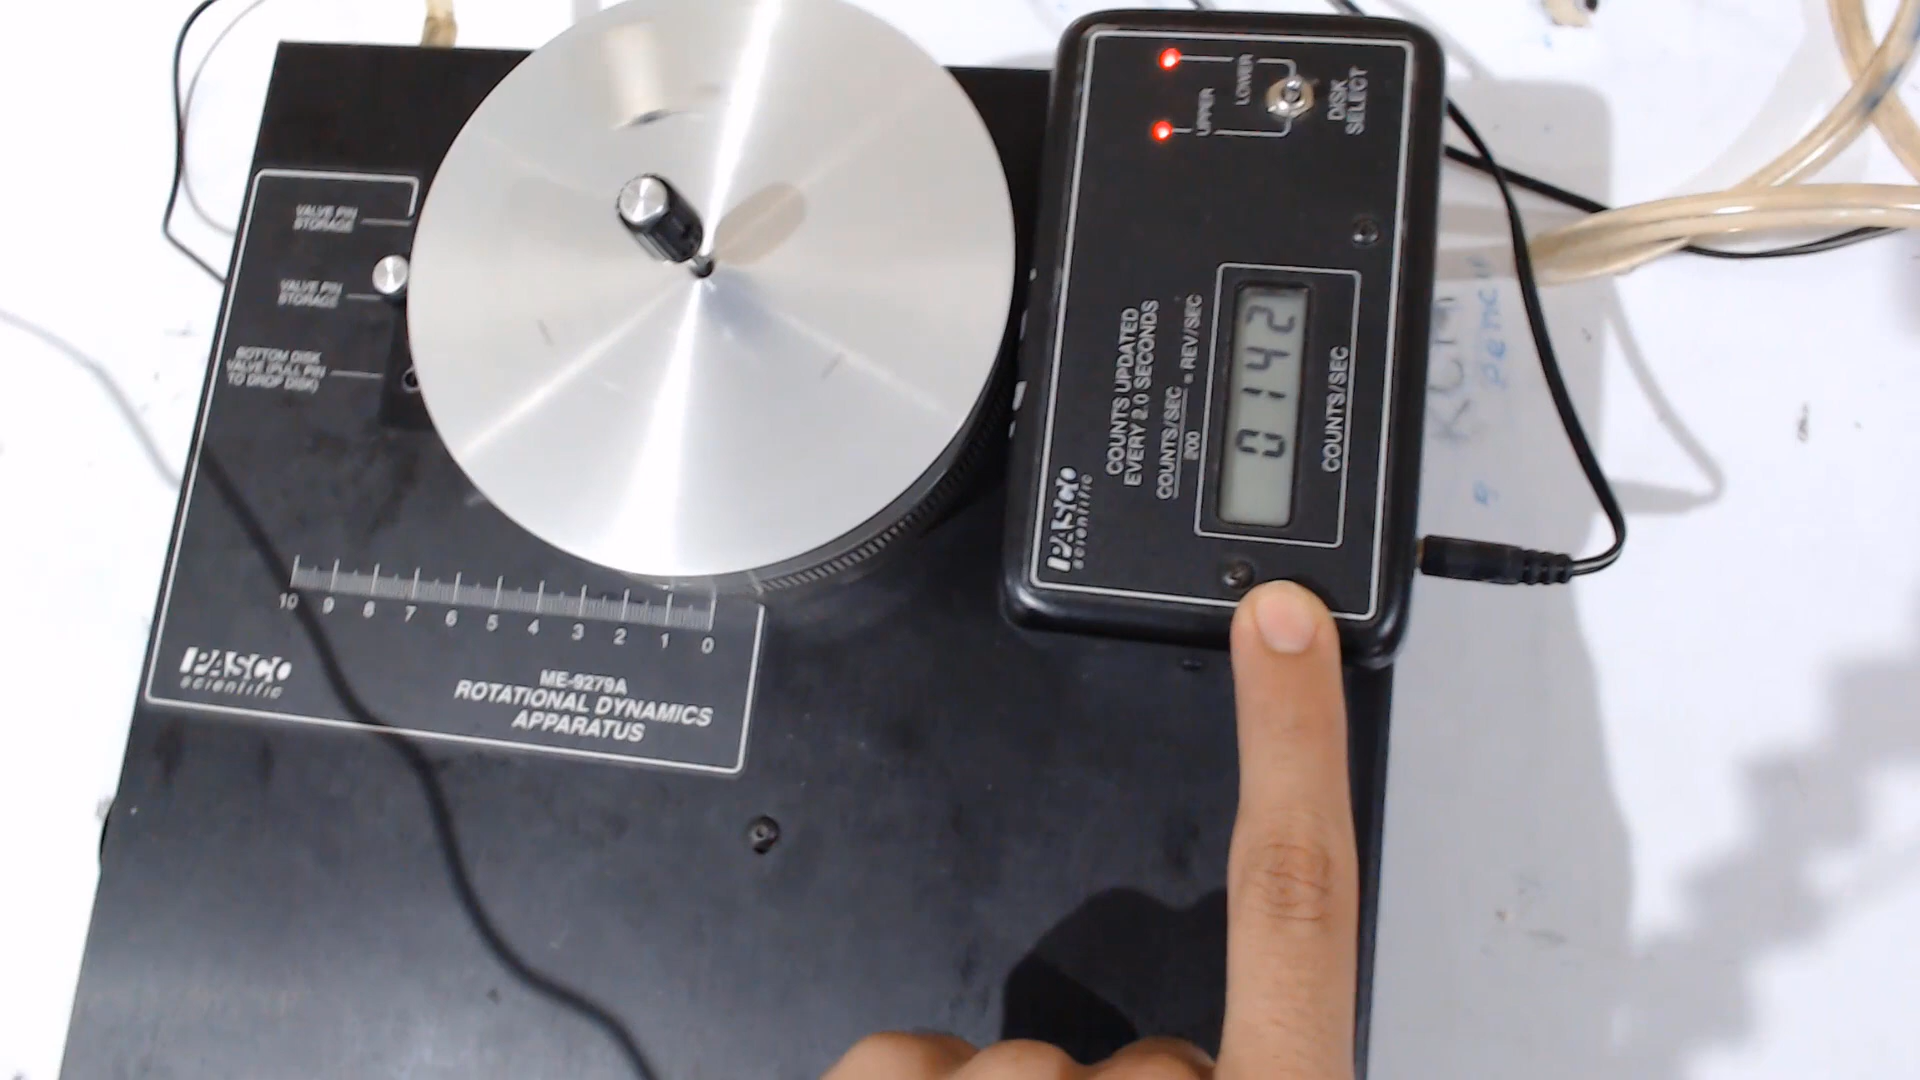 VALVE PIN
STORAGE
VALVE PIN
STORAGE
BOTTOM DISK
VALVE (PULL PIN
TO DROP DISK)
10 9 8 7 6 5 4 3 2 1 0
PASCO
scientific
ME-9279A
ROTATIONAL DYNAMICS
APPARATUS
UPPER
LOWER
DISK
SELECT
COUNTS UPDATED
EVERY 2.0 SECONDS
COUNTS/SEC
200
= REV/SEC
0142
COUNTS/SEC
PASCO
scientific